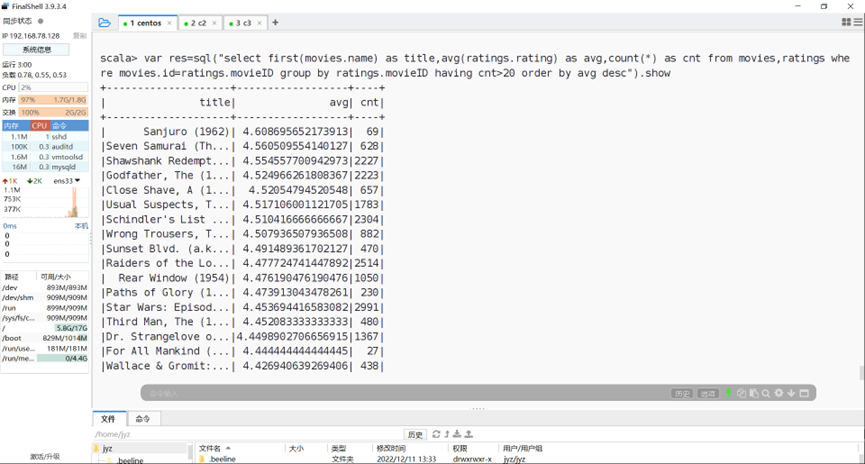 FinalShell 3.9.3.4
同步状态
1 centos × 2 c2 × 3 c3 × +
IP 192.168.78.128 复制
系统信息
运行 3:00
负载 0.78, 0.55, 0.53
CPU 2%
内存 97% 1.7G/1.8G
交换 100% 2G/2G
内存 CPU 命令
1.1M 1 sshd
100K 0.3 auditd
1.6M 0.3 vmtoolsd
16M 0.3 mysqld
1K 2K ens33
1.1M
753K
377K
0ms 本机
0
0
0
路径 可用/大小
/dev 893M/893M
/dev/shm 909M/909M
/run 899M/909M
/sys/fs/c... 909M/909M
/ 5.8G/17G
/boot 829M/1014M
/run/use... 181M/181M
/run/me... 0/4.4G
激活/升级
scala> var res=sql("select first(movies.name) as title,avg(ratings.rating) as avg,count(*) as cnt from movies,ratings whe
re movies.id=ratings.movieID group by ratings.movieID having cnt>20 order by avg desc").show
+--------------------+-----------------+----+
| title| avg| cnt|
+--------------------+-----------------+----+
| Sanjuro (1962)| 4.608695652173913| 69|
|Seven Samurai (Th...| 4.560509554140127| 628|
|Shawshank Redempt...| 4.554557700942973|2227|
|Godfather, The (1...| 4.524966261808367|2223|
|Close Shave, A (1...| 4.52054794520548| 657|
|Usual Suspects, T...| 4.517106001121705|1783|
|Schindler's List ...| 4.510416666666667|2304|
|Wrong Trousers, T...| 4.507936507936508| 882|
|Sunset Blvd. (a.k...| 4.491489361702127| 470|
|Raiders of the Lo...| 4.477724741447892|2514|
| Rear Window (1954)| 4.476190476190476|1050|
|Paths of Glory (1...| 4.473913043478261| 230|
|Star Wars: Episod...| 4.453694416583082|2991|
|Third Man, The (1...| 4.452083333333333| 480|
|Dr. Strangelove o...|4.4498902706656915|1367|
|For All Mankind (...| 4.444444444444445| 27|
|Wallace & Gromit:...| 4.426940639269406| 438|
命令输入 历史 选项
文件 命令
/home/jyz 历史
jyz
.beeline
文件名 大小 类型 修改时间 权限 用户/用户组
.beeline 文件夹 2022/12/11 13:33 drwxrwxr-x jyz/jyz